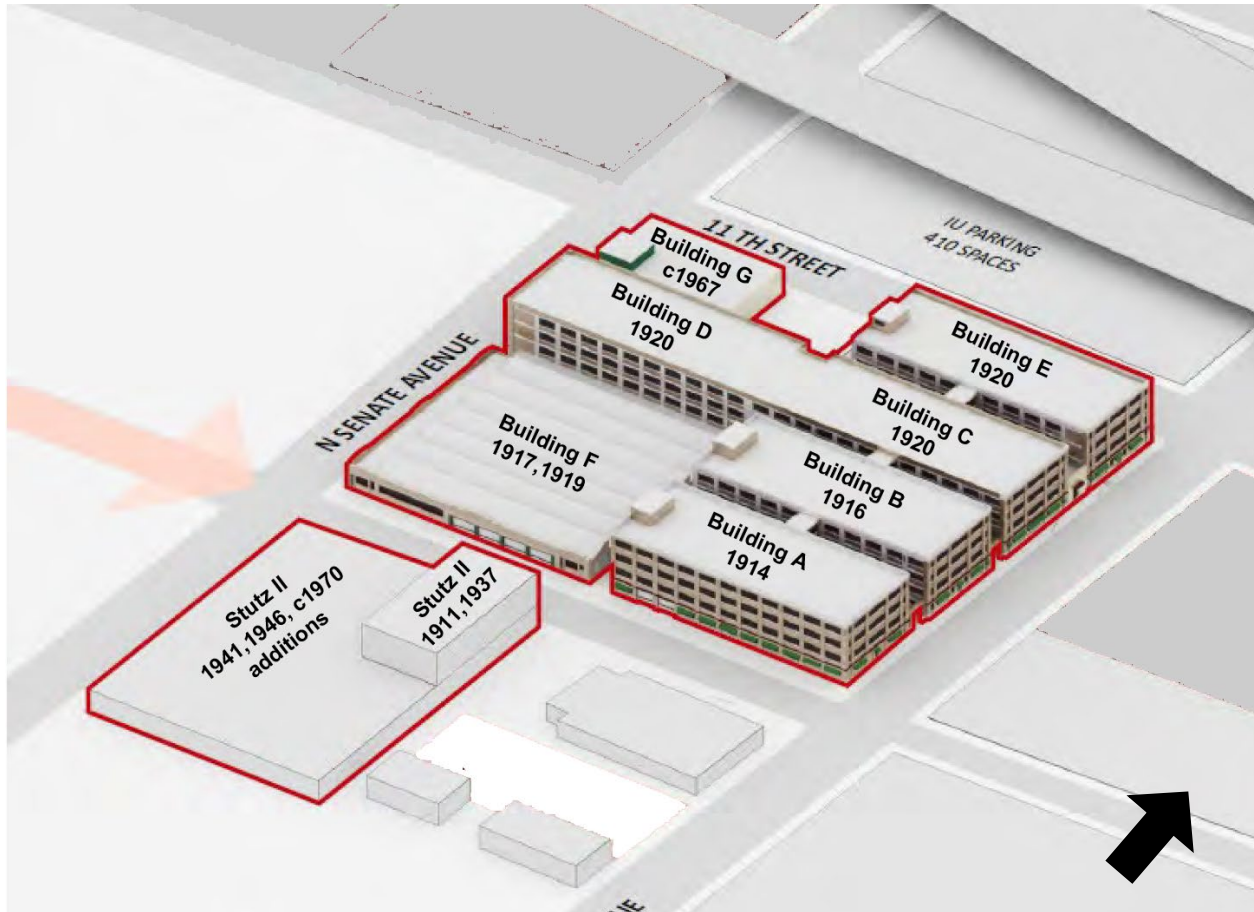 11 TH STREET
IU PARKING
410 SPACES
Building G
c1967
Building D
1920
Building E
1920
N SENATE AVENUE
Building C
1920
Building F
1917,1919
Building B
1916
Building A
1914
Stutz II
1911,1937
Stutz II
1941,1946, c1970
additions